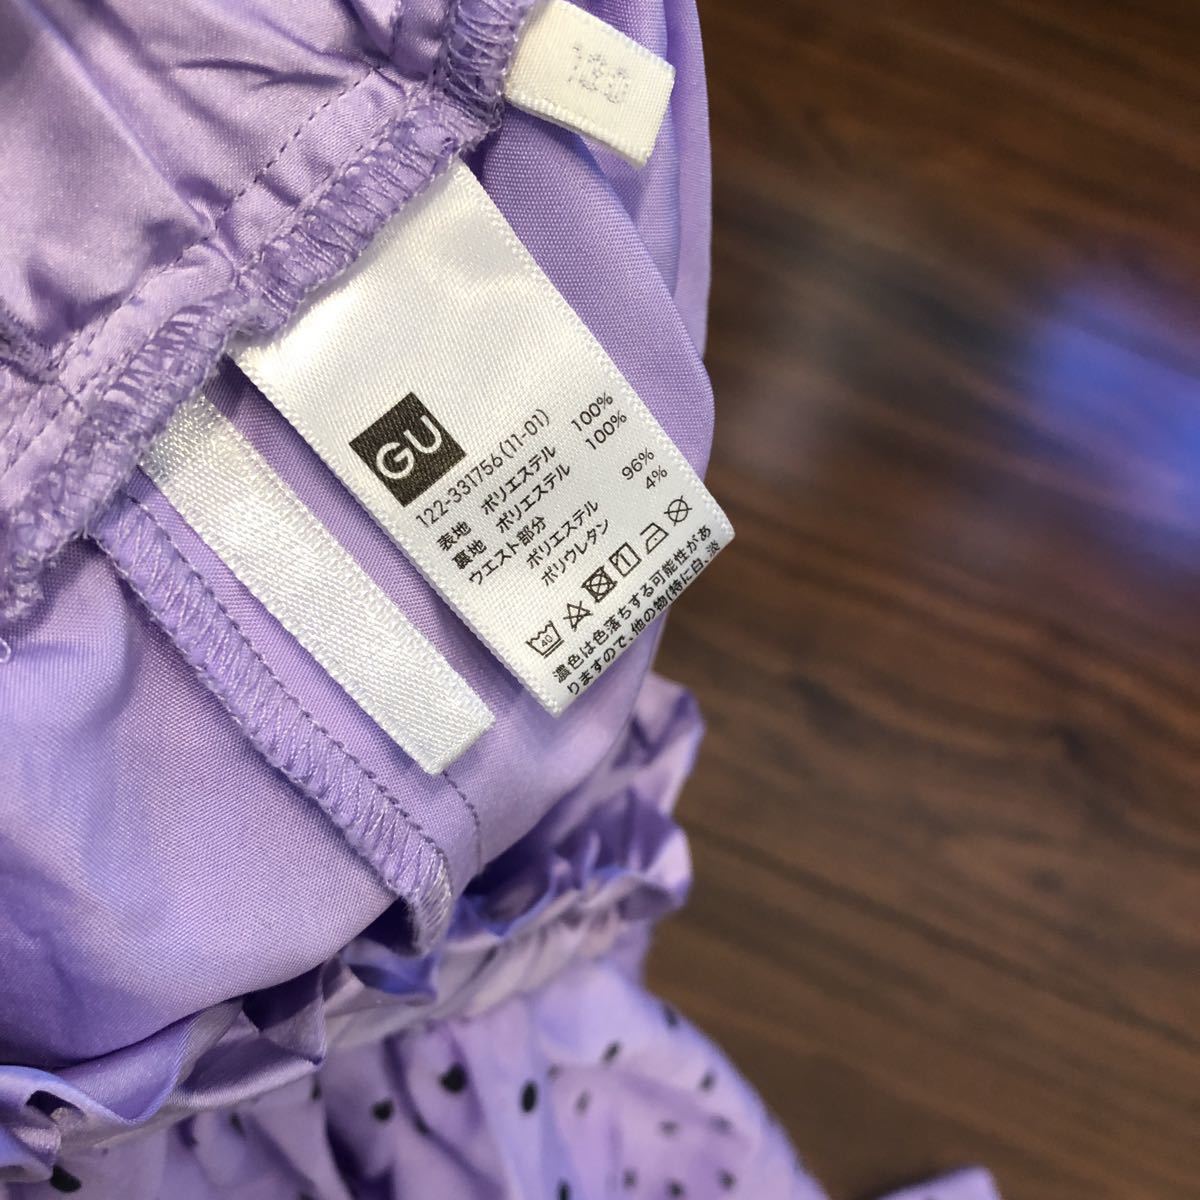 GU
122-331756(11-01)
表地 ポリエステル 100%
裏地 ポリエステル 100%
ウエスト部分
ポリエステル 96%
ポリウレタン 4%
40
濃色は色落ちする可能性があ
りますので、他の物(特に白、淡